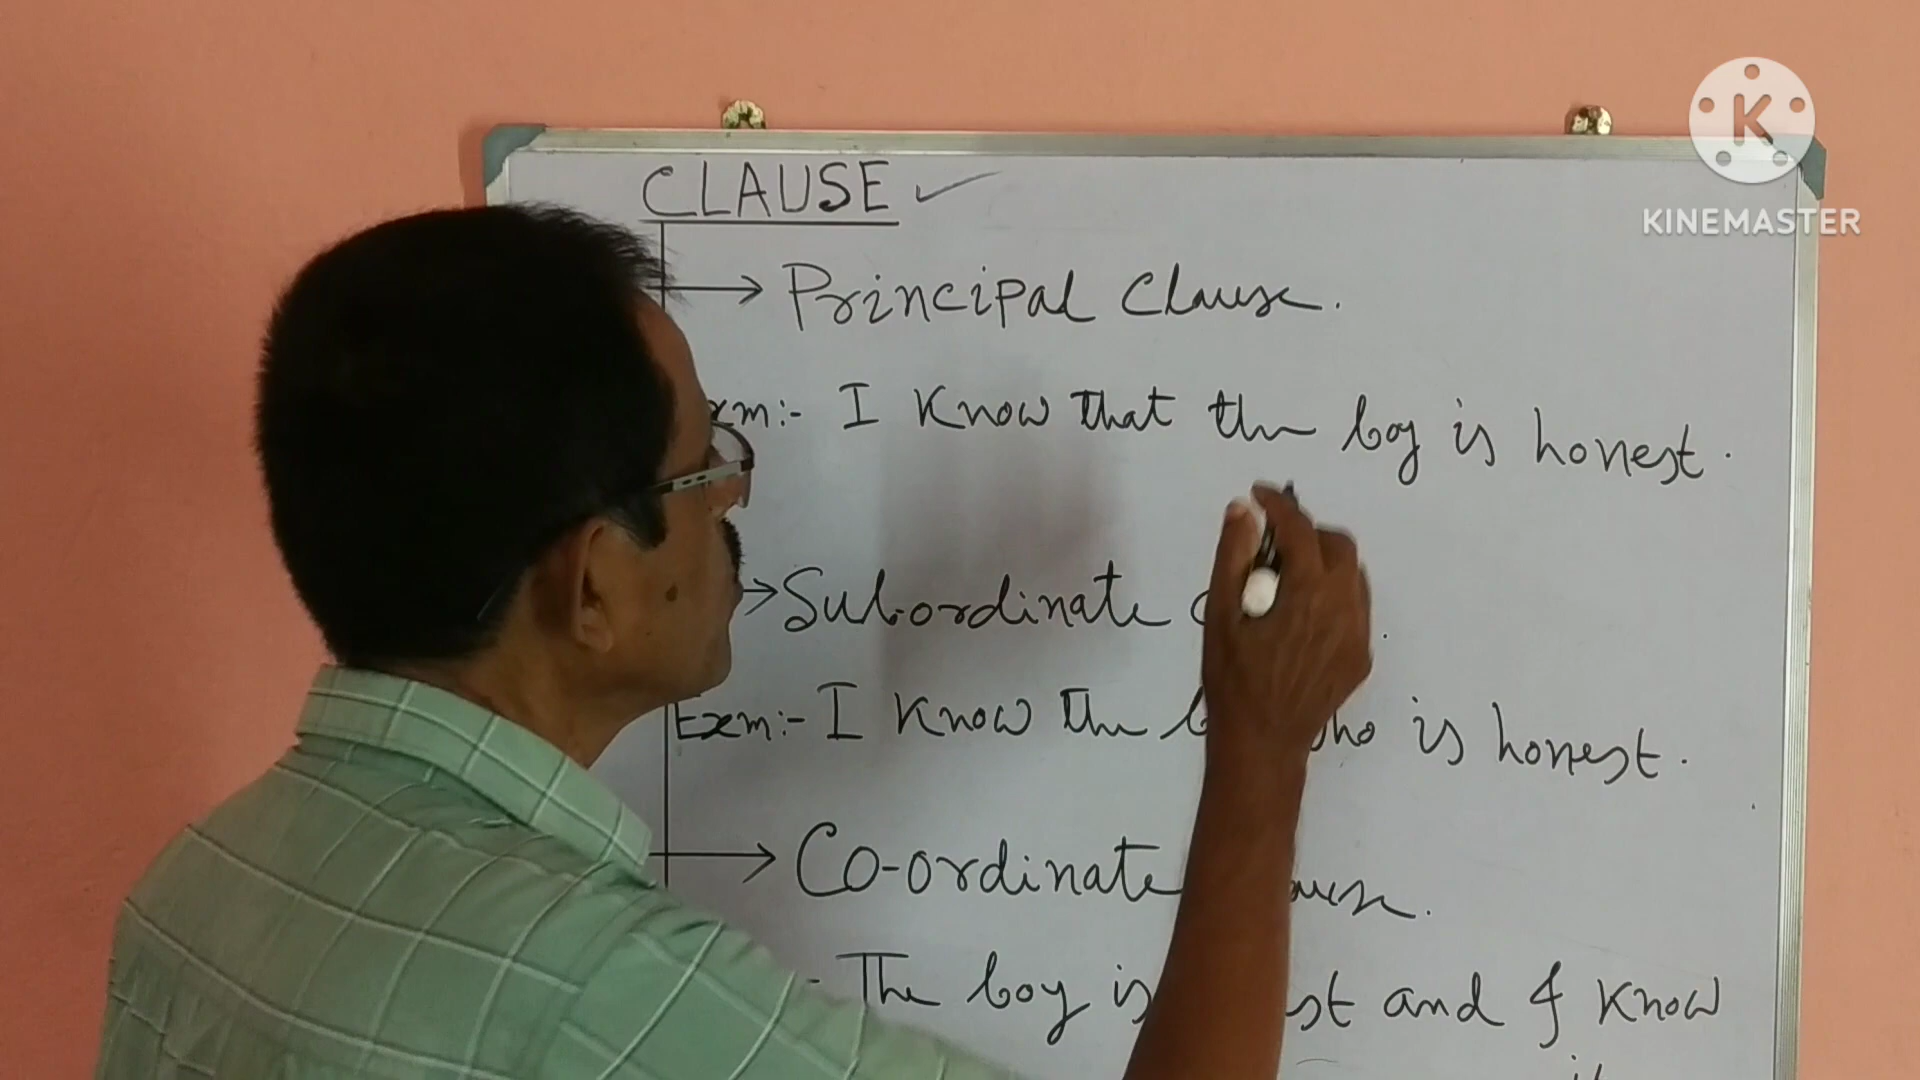 CLAUSE
Principal Clause.
I know that the boy is honest.
Subordinate
Exm:- I know the who is honest.
Co-ordinate
The boy is and I know
K
KINEMASTER